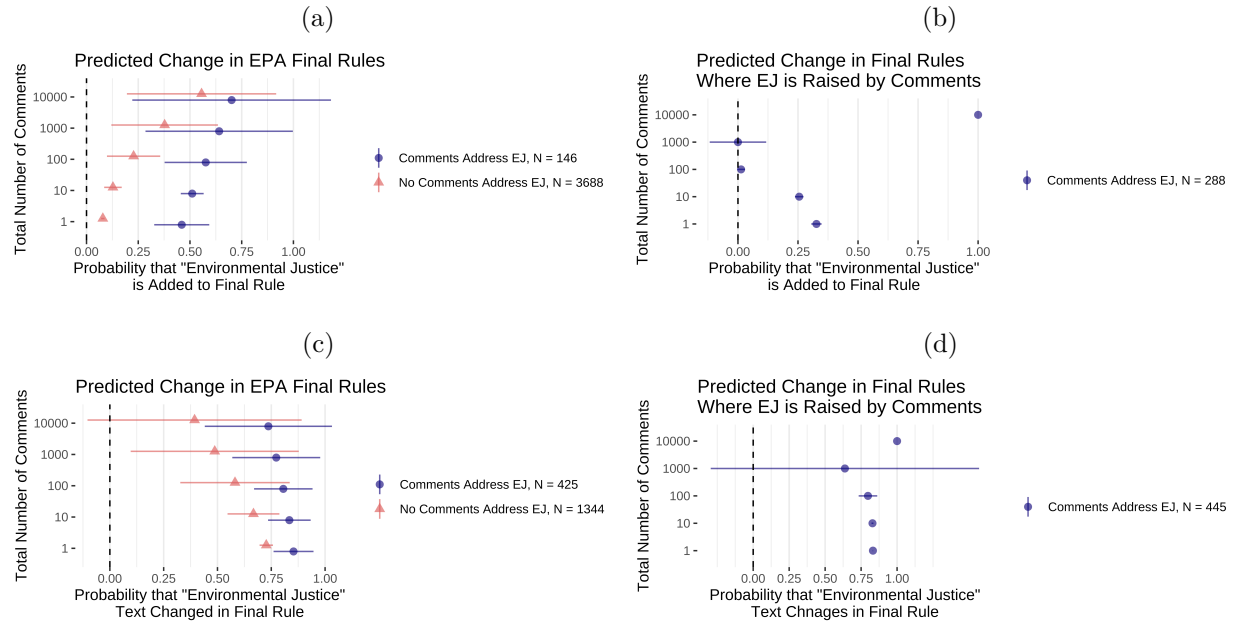 (a)
Predicted Change in EPA Final Rules
Total Number of Comments
10000
1000
100
10
1
0.00 0.25 0.50 0.75 1.00
Probability that "Environmental Justice"
is Added to Final Rule
Comments Address EJ, N = 146
No Comments Address EJ, N = 3688
(b)
Predicted Change in Final Rules
Where EJ is Raised by Comments
Total Number of Comments
10000
1000
100
10
1
0.00 0.25 0.50 0.75 1.00
Probability that "Environmental Justice"
is Added to Final Rule
Comments Address EJ, N = 288
(c)
Predicted Change in EPA Final Rules
Total Number of Comments
10000
1000
100
10
1
0.00 0.25 0.50 0.75 1.00
Probability that "Environmental Justice"
Text Changed in Final Rule
Comments Address EJ, N = 425
No Comments Address EJ, N = 1344
(d)
Predicted Change in Final Rules
Where EJ is Raised by Comments
Total Number of Comments
10000
1000
100
10
1
0.00 0.25 0.50 0.75 1.00
Probability that "Environmental Justice"
Text Chnages in Final Rule
Comments Address EJ, N = 445